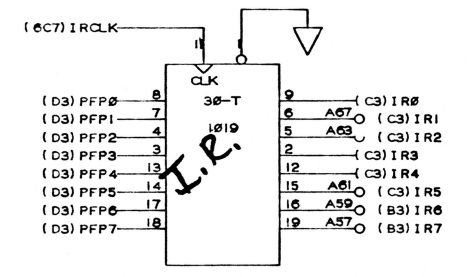 (6C7) IRCLK 11 1
CLK
(D3) PFP0 8 30-T 9 (C3) IR0
(D3) PFP1 7 1019 6 A67 (C3) IR1
(D3) PFP2 4 5 A63 (C3) IR2
(D3) PFP3 3 I.R. 2 (C3) IR3
(D3) PFP4 13 12 (C3) IR4
(D3) PFP5 14 15 A61 (C3) IR5
(D3) PFP6 17 16 A59 (B3) IR6
(D3) PFP7 18 19 A57 (B3) IR7